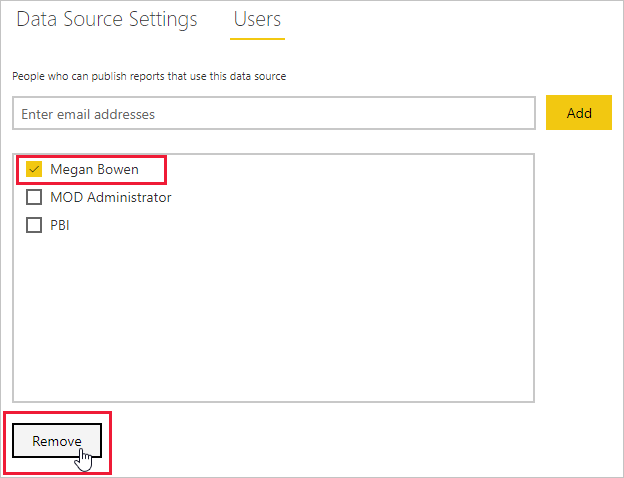 Data Source Settings Users
People who can publish reports that use this data source
Enter email addresses Add
Megan Bowen
MOD Administrator
PBI
Remove